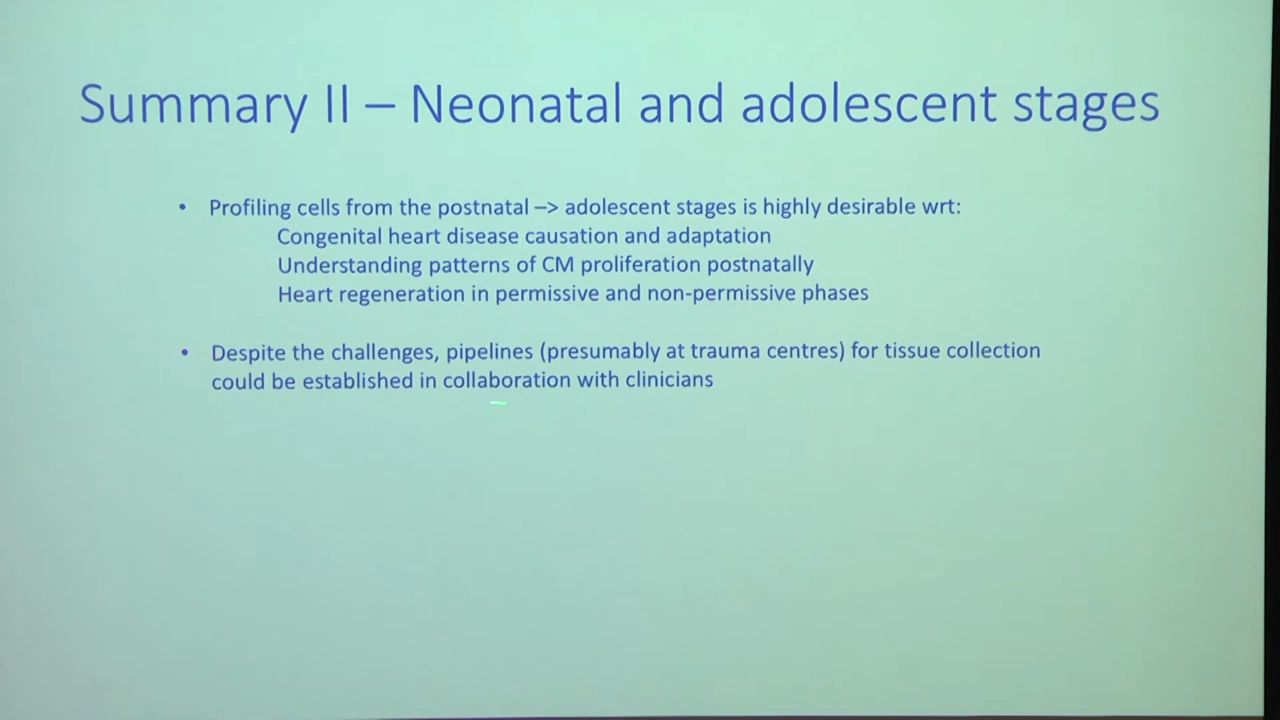 Summary II – Neonatal and adolescent stages
• Profiling cells from the postnatal –> adolescent stages is highly desirable wrt:
Congenital heart disease causation and adaptation
Understanding patterns of CM proliferation postnatally
Heart regeneration in permissive and non-permissive phases
• Despite the challenges, pipelines (presumably at trauma centres) for tissue collection
could be established in collaboration with clinicians